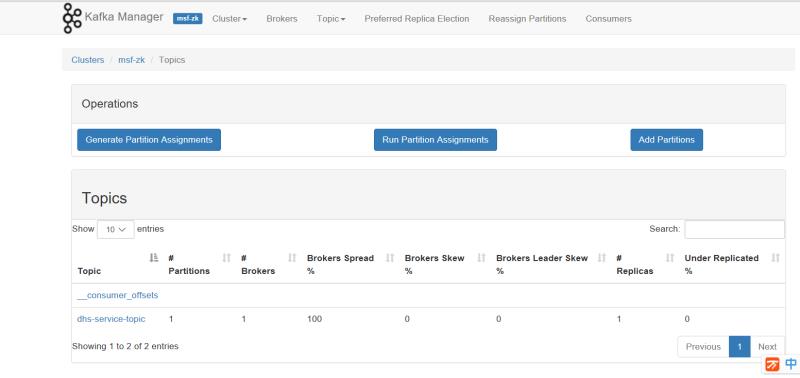 Kafka Manager msf-zk Cluster Brokers Topic Preferred Replica Election Reassign Partitions Consumers
Clusters / msf-zk / Topics
Operations
Generate Partition Assignments Run Partition Assignments Add Partitions
Topics
Show 10 entries Search:
Topic # Partitions # Brokers Brokers Spread % Brokers Skew % Brokers Leader Skew % # Replicas Under Replicated %
__consumer_offsets
dhs-service-topic 1 1 100 0 0 1 0
Showing 1 to 2 of 2 entries Previous 1 Next
中